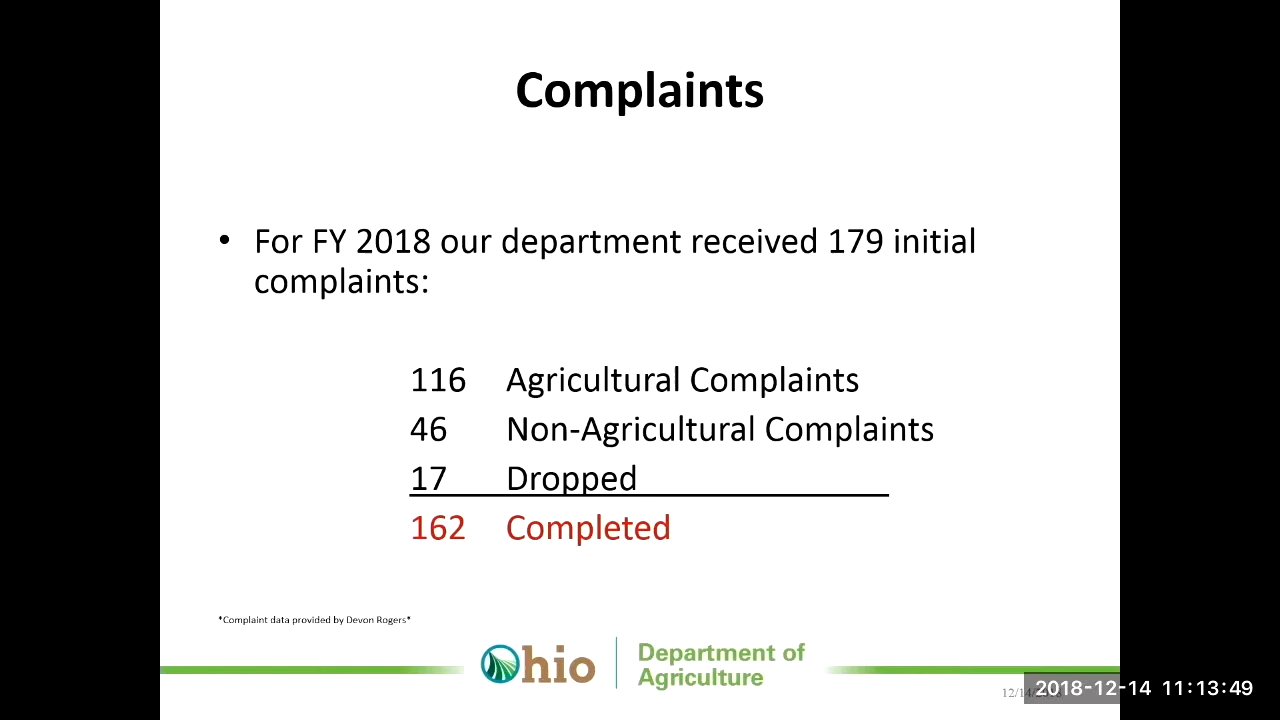 Complaints
• For FY 2018 our department received 179 initial
complaints:
116 Agricultural Complaints
46 Non-Agricultural Complaints
17 Dropped
162 Completed
*Complaint data provided by Devon Rogers*
Ohio
Department of
Agriculture
2018-12-14 11:13:49